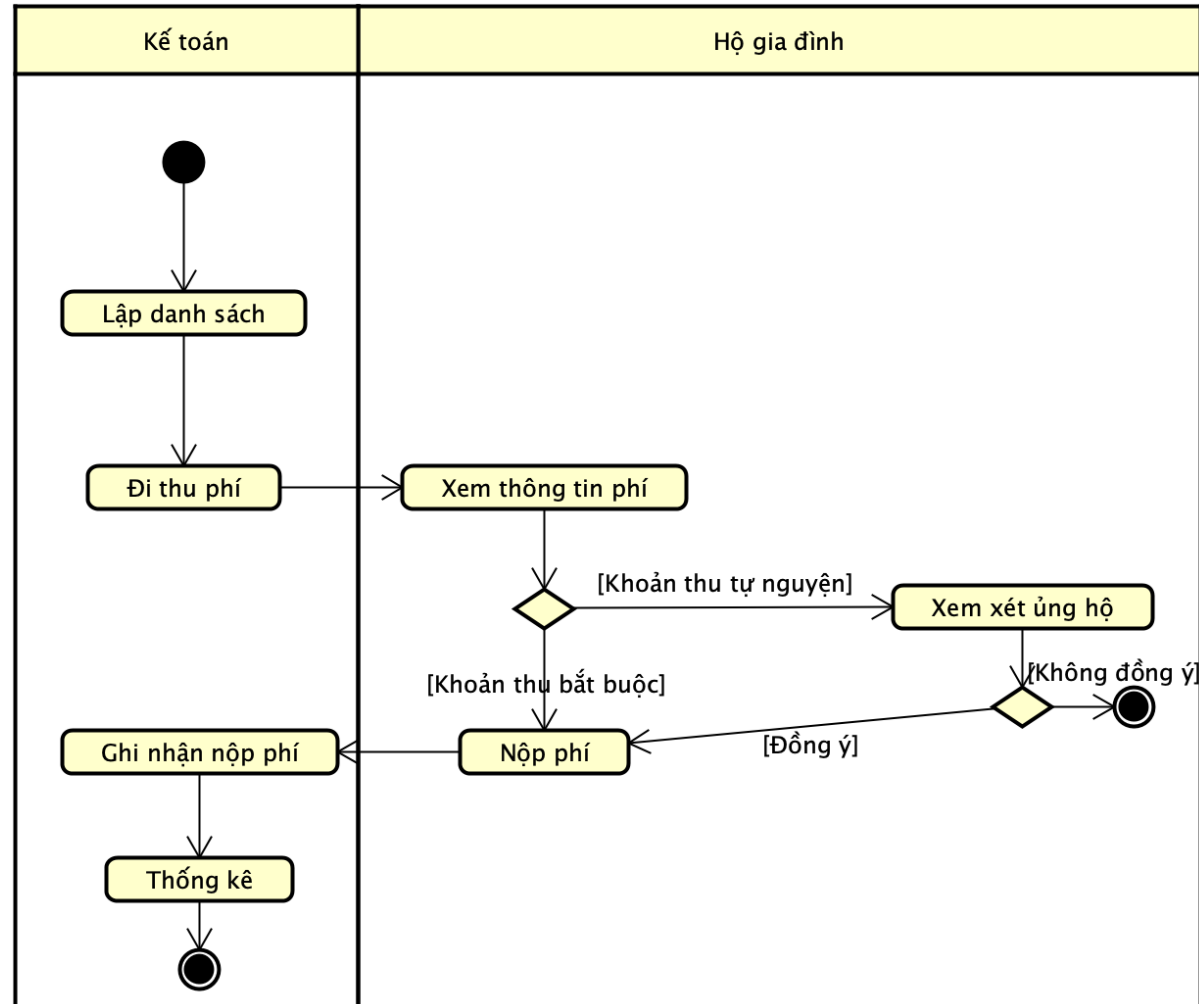 Kế toán
Hộ gia đình
Lập danh sách
Đi thu phí
Xem thông tin phí
[Khoản thu tự nguyện]
Xem xét ủng hộ
[Không đồng ý]
[Khoản thu bắt buộc]
[Đồng ý]
Nộp phí
Ghi nhận nộp phí
Thống kê